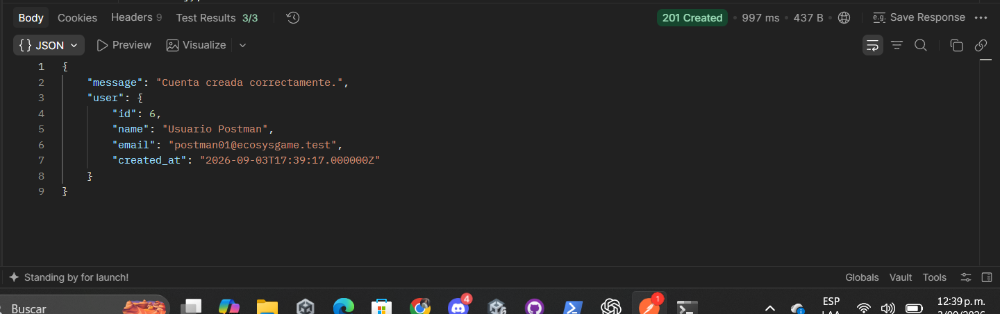 Body Cookies Headers 9 Test Results 3/3 201 Created • 997 ms • 437 B • e.g. Save Response
{} JSON Preview Visualize
1 {
2 "message": "Cuenta creada correctamente.",
3 "user": {
4 "id": 6,
5 "name": "Usuario Postman",
6 "email": "postman01@ecosysgame.test",
7 "created_at": "2026-09-03T17:39:17.000000Z"
8 }
9 }
Standing by for launch! Globals Vault Tools
Buscar 4 1 ESP 12:39 p. m.